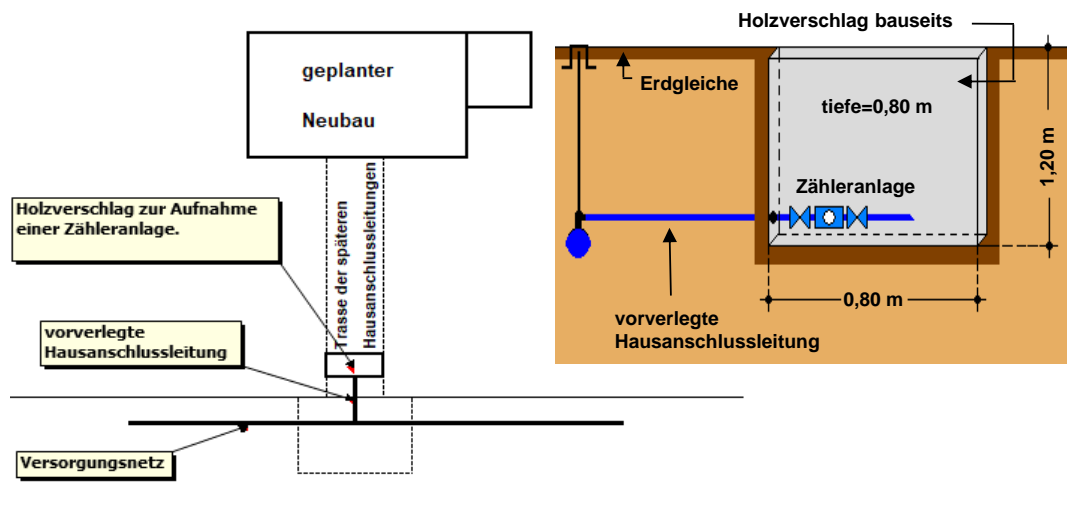 geplanter
Neubau
Holzverschlag zur Aufnahme
einer Zähleranlage.
Trasse der späteren
Hausanschlussleitungen
vorverlegte
Hausanschlussleitung
Versorgungsnetz
Holzverschlag bauseits
Erdgleiche
tiefe=0,80 m
1,20 m
Zähleranlage
0,80 m
vorverlegte
Hausanschlussleitung